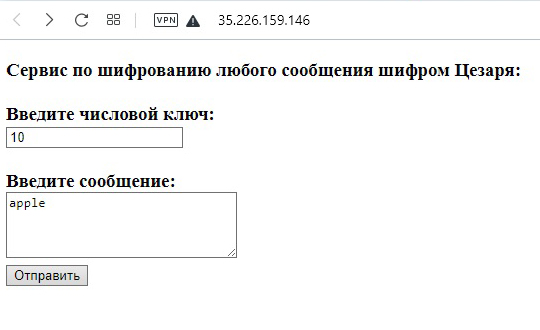 VPN 35.226.159.146
Сервис по шифрованию любого сообщения шифром Цезаря:
Введите числовой ключ:
10
Введите сообщение:
apple
Отправить